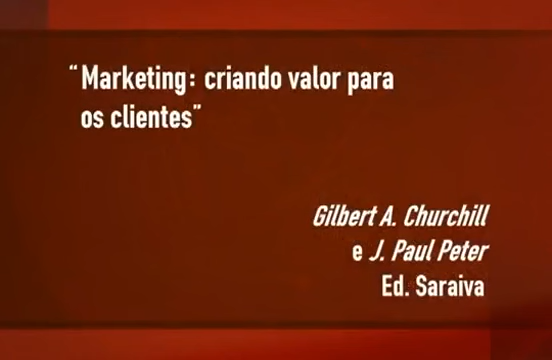 “Marketing: criando valor para
os clientes”
Gilbert A. Churchill
e J. Paul Peter
Ed. Saraiva